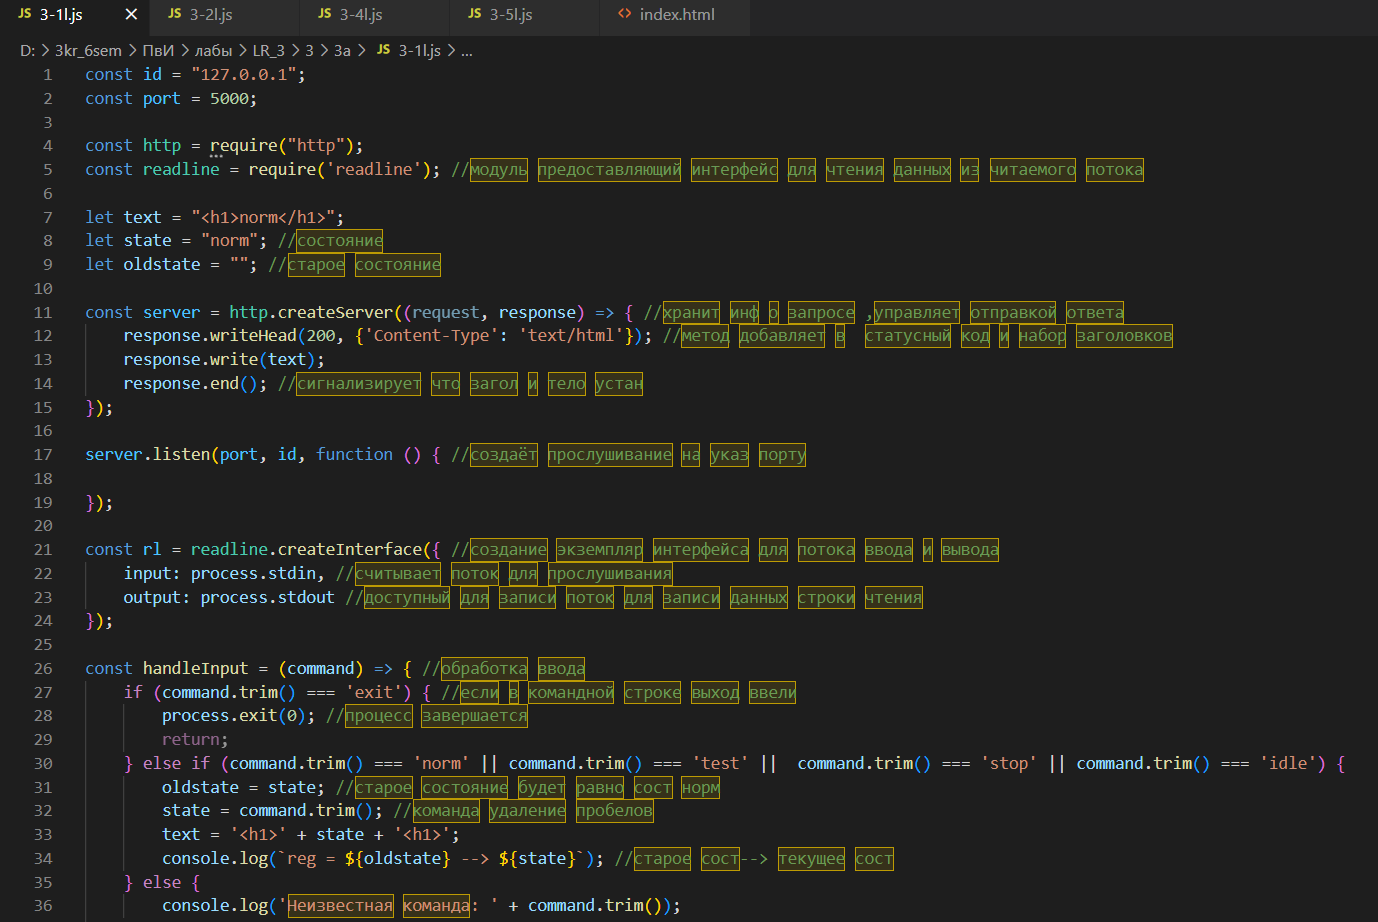 JS 3-1l.js × JS 3-2l.js JS 3-4l.js JS 3-5l.js <> index.html
D: > 3kr_6sem > ПвИ > лабы > LR_3 > 3 > 3a > JS 3-1l.js > ...
1 const id = "127.0.0.1";
2 const port = 5000;
3
4 const http = require("http");
5 const readline = require('readline'); //модуль предоставляющий интерфейс для чтения данных из читаемого потока
6
7 let text = "<h1>norm</h1>";
8 let state = "norm"; //состояние
9 let oldstate = ""; //старое состояние
10
11 const server = http.createServer((request, response) => { //хранит инф о запросе ,управляет отправкой ответа
12     response.writeHead(200, {'Content-Type': 'text/html'}); //метод добавляет в  статусный код и набор заголовков
13     response.write(text);
14     response.end(); //сигнализирует что загол и тело устан
15 });
16
17 server.listen(port, id, function () { //создаёт прослушивание на указ порту
18
19 });
20
21 const rl = readline.createInterface({ //создание экземпляр интерфейса для потока ввода и вывода
22     input: process.stdin, //считывает поток для прослушивания
23     output: process.stdout //доступный для записи поток для записи данных строки чтения
24 });
25
26 const handleInput = (command) => { //обработка ввода
27     if (command.trim() === 'exit') { //если в командной строке выход ввели
28         process.exit(0); //процесс завершается
29         return;
30     } else if (command.trim() === 'norm' || command.trim() === 'test' ||  command.trim() === 'stop' || command.trim() === 'idle') {
31         oldstate = state; //старое состояние будет равно сост норм
32         state = command.trim(); //команда удаление пробелов
33         text = '<h1>' + state + '<h1>';
34         console.log(`reg = ${oldstate} --> ${state}`); //старое сост--> текущее сост
35     } else {
36         console.log('Неизвестная команда: ' + command.trim());